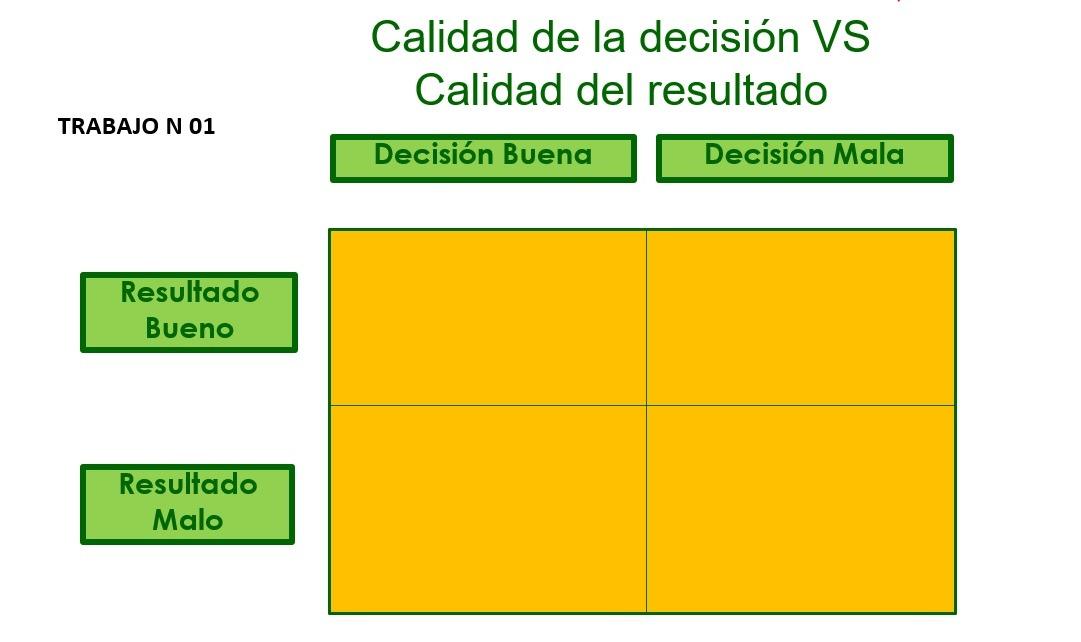 Calidad de la decisión VS
Calidad del resultado
TRABAJO N 01
Decisión Buena
Decisión Mala
Resultado
Bueno
Resultado
Malo